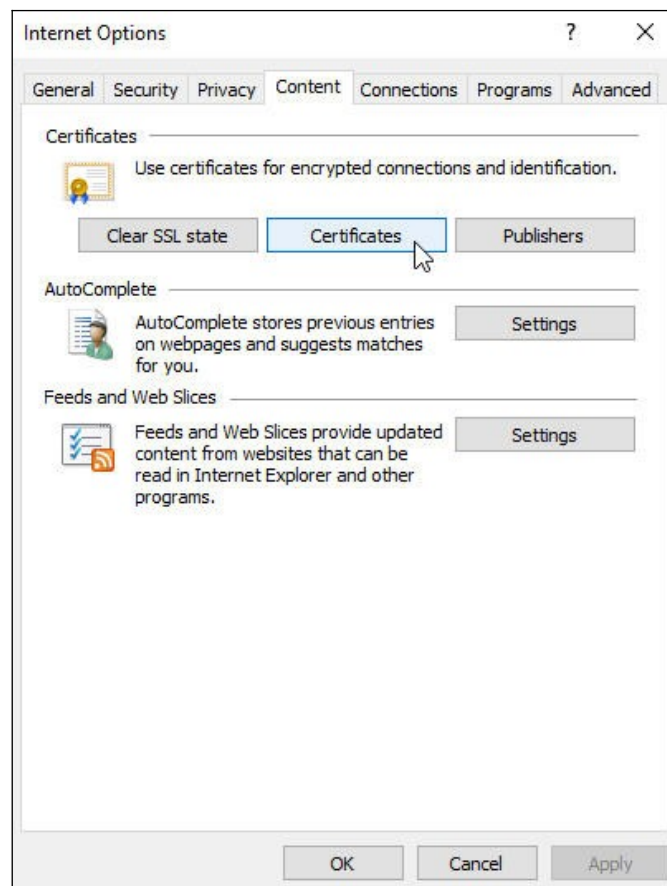 Internet Options ?
General Security Privacy Content Connections Programs Advanced
Certificates
Use certificates for encrypted connections and identification.
Clear SSL state Certificates Publishers
AutoComplete
AutoComplete stores previous entries
on webpages and suggests matches
for you.
Settings
Feeds and Web Slices
Feeds and Web Slices provide updated
content from websites that can be
read in Internet Explorer and other
programs.
Settings
OK Cancel Apply